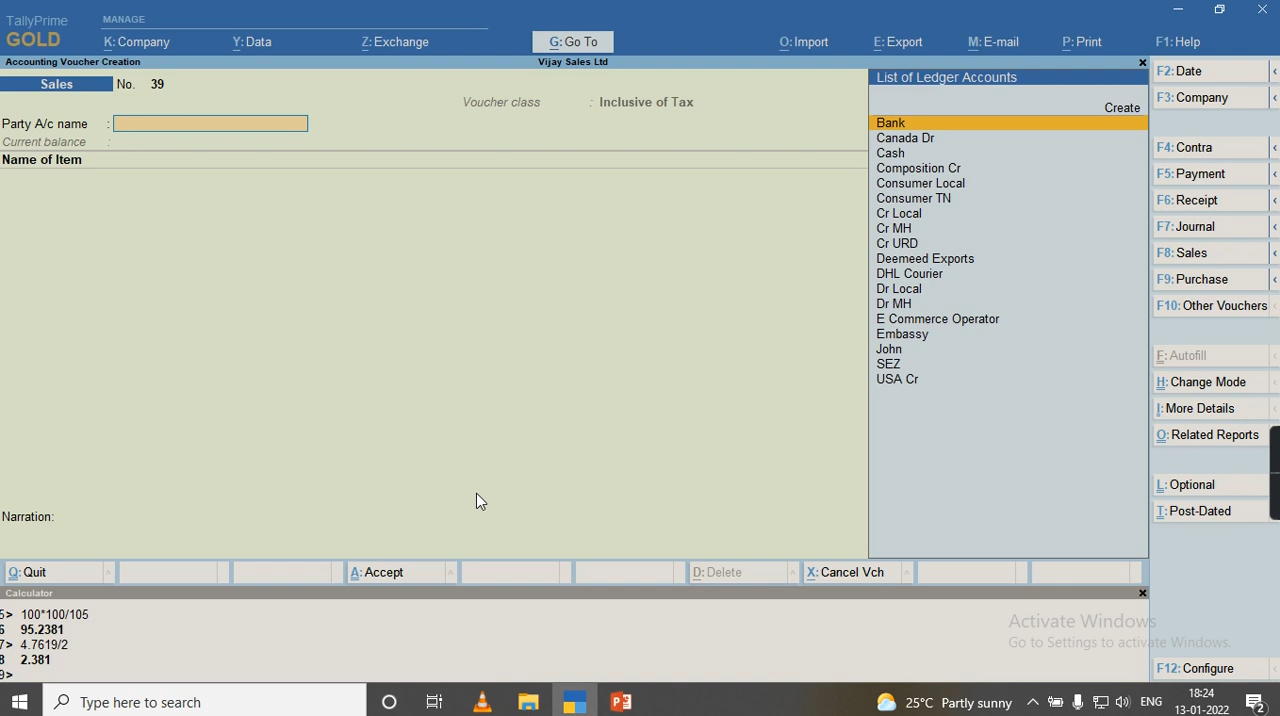 TallyPrime
GOLD
MANAGE
K: Company
Y: Data
Z: Exchange
G: Go To
O: Import
E: Export
M: E-mail
P: Print
F1: Help
Accounting Voucher Creation
Vijay Sales Ltd
Sales No. 39
Voucher class : Inclusive of Tax
Party A/c name :
Current balance :
Name of Item
Narration:
List of Ledger Accounts
Create
Bank
Canada Dr
Cash
Composition Cr
Consumer Local
Consumer TN
Cr Local
Cr MH
Cr URD
Deemeed Exports
DHL Courier
Dr Local
Dr MH
E Commerce Operator
Embassy
John
SEZ
USA Cr
F2: Date
F3: Company
F4: Contra
F5: Payment
F6: Receipt
F7: Journal
F8: Sales
F9: Purchase
F10: Other Vouchers
F: Autofill
H: Change Mode
I: More Details
O: Related Reports
L: Optional
T: Post-Dated
F12: Configure
Q: Quit
A: Accept
D: Delete
X: Cancel Vch
Calculator
5> 100*100/105
6 95.2381
7> 4.7619/2
8 2.381
9>
Activate Windows
Go to Settings to activate Windows.
Type here to search
25°C Partly sunny
ENG
18:24
13-01-2022
2